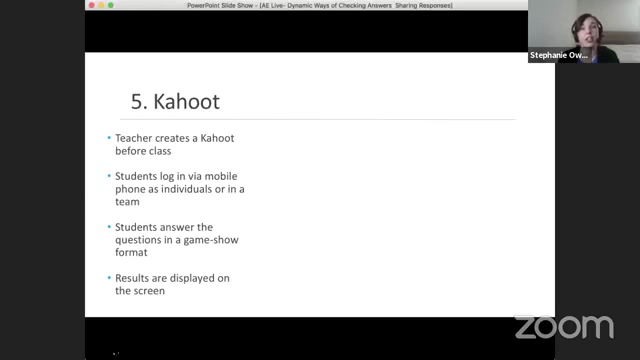 PowerPoint Slide Show - [AE Live- Dynamic Ways of Checking Answers Sharing Responses]
Stephanie Ow...
5. Kahoot
• Teacher creates a Kahoot
before class
• Students log in via mobile
phone as individuals or in a
team
• Students answer the
questions in a game-show
format
• Results are displayed on
the screen
zoom